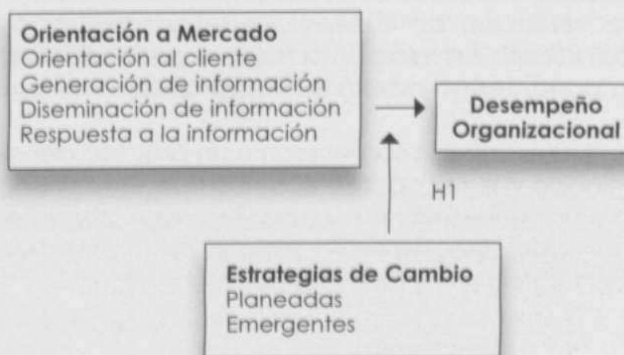 Orientación a Mercado
Orientación al cliente
Generación de información
Diseminación de información
Respuesta a la información
Desempeño
Organizacional
H1
Estrategias de Cambio
Planeadas
Emergentes